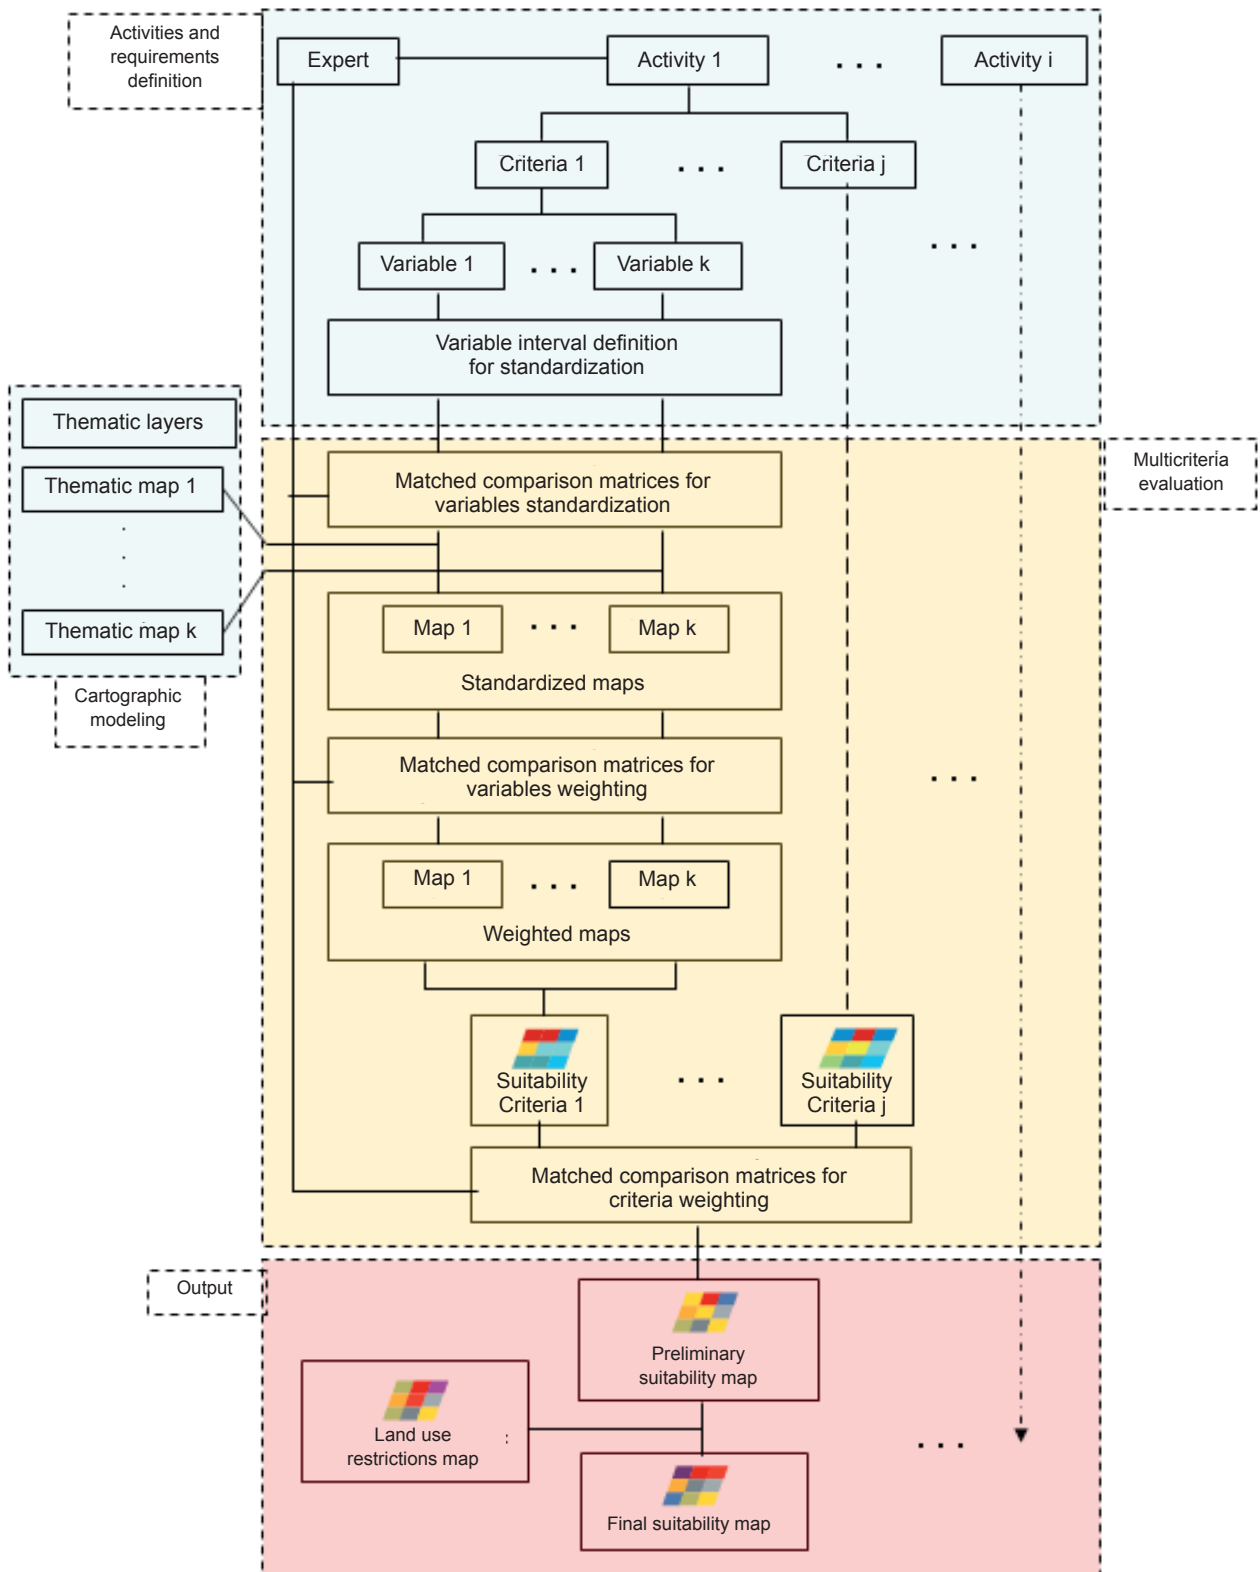 Activities and
requirements
definition
Expert
Activity 1
. . .
Activity i
Criteria 1
. . .
Criteria j
Variable 1
. . .
Variable k
. . .
Variable interval definition
for standardization
Thematic layers
Thematic map 1
.
.
.
Thematic map k
Cartographic
modeling
Multicriteria
evaluation
Matched comparison matrices for
variables standardization
Map 1
. . .
Map k
Standardized maps
Matched comparison matrices for
variables weighting
. . .
Map 1
. . .
Map k
Weighted maps
Suitability
Criteria 1
. . .
Suitability
Criteria j
Matched comparison matrices for
criteria weighting
Output
Preliminary
suitability map
Land use
restrictions map
:
. . .
Final suitability map